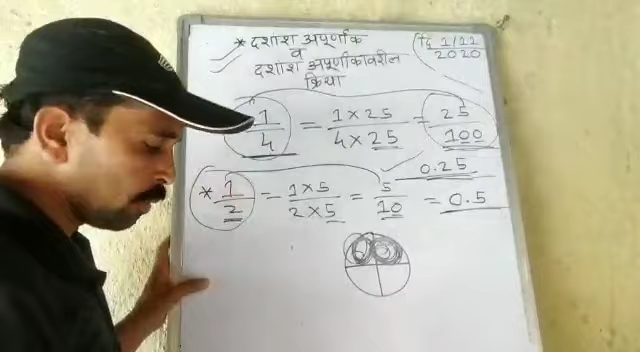 * दशांश अपूर्णांक
व
दशांश अपूर्णांकावरील
क्रिया
दि 1/12
2020
1/4 = 1×25/4×25 = 25/100
0.25
* 1/2 = 1×5/2×5 = 5/10 = 0.5